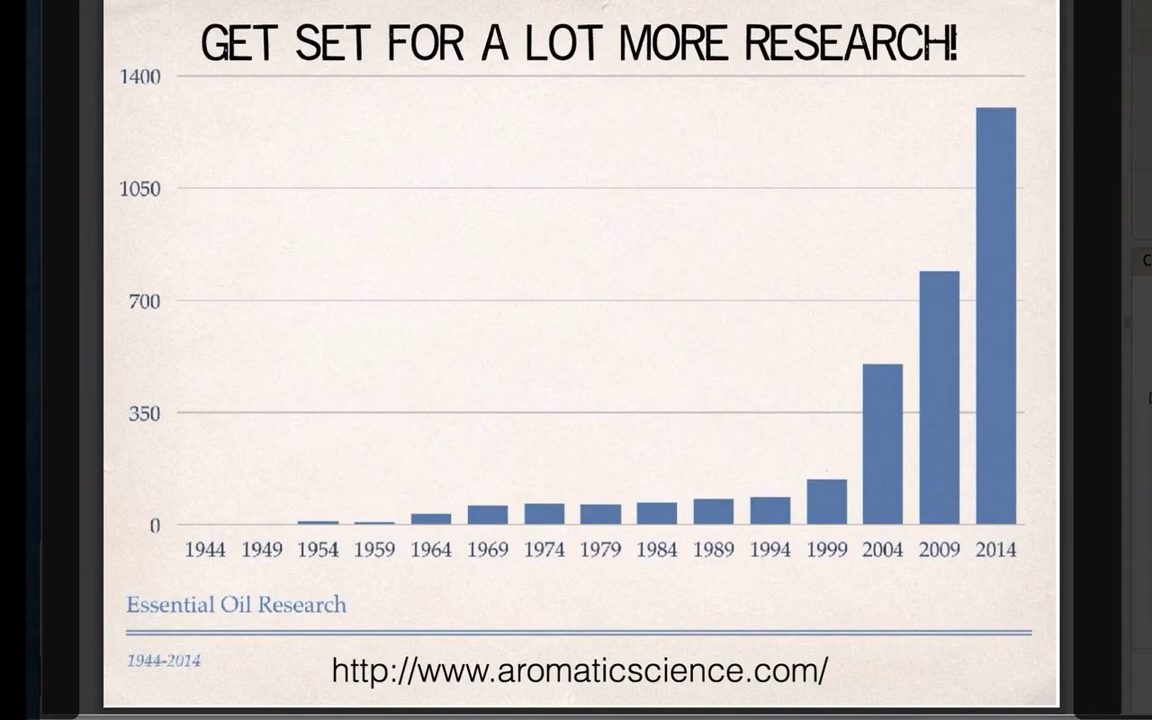 GET SET FOR A LOT MORE RESEARCH!
1400
1050
700
350
0
1944 1949 1954 1959 1964 1969 1974 1979 1984 1989 1994 1999 2004 2009 2014
Essential Oil Research
1944-2014
http://www.aromaticscience.com/